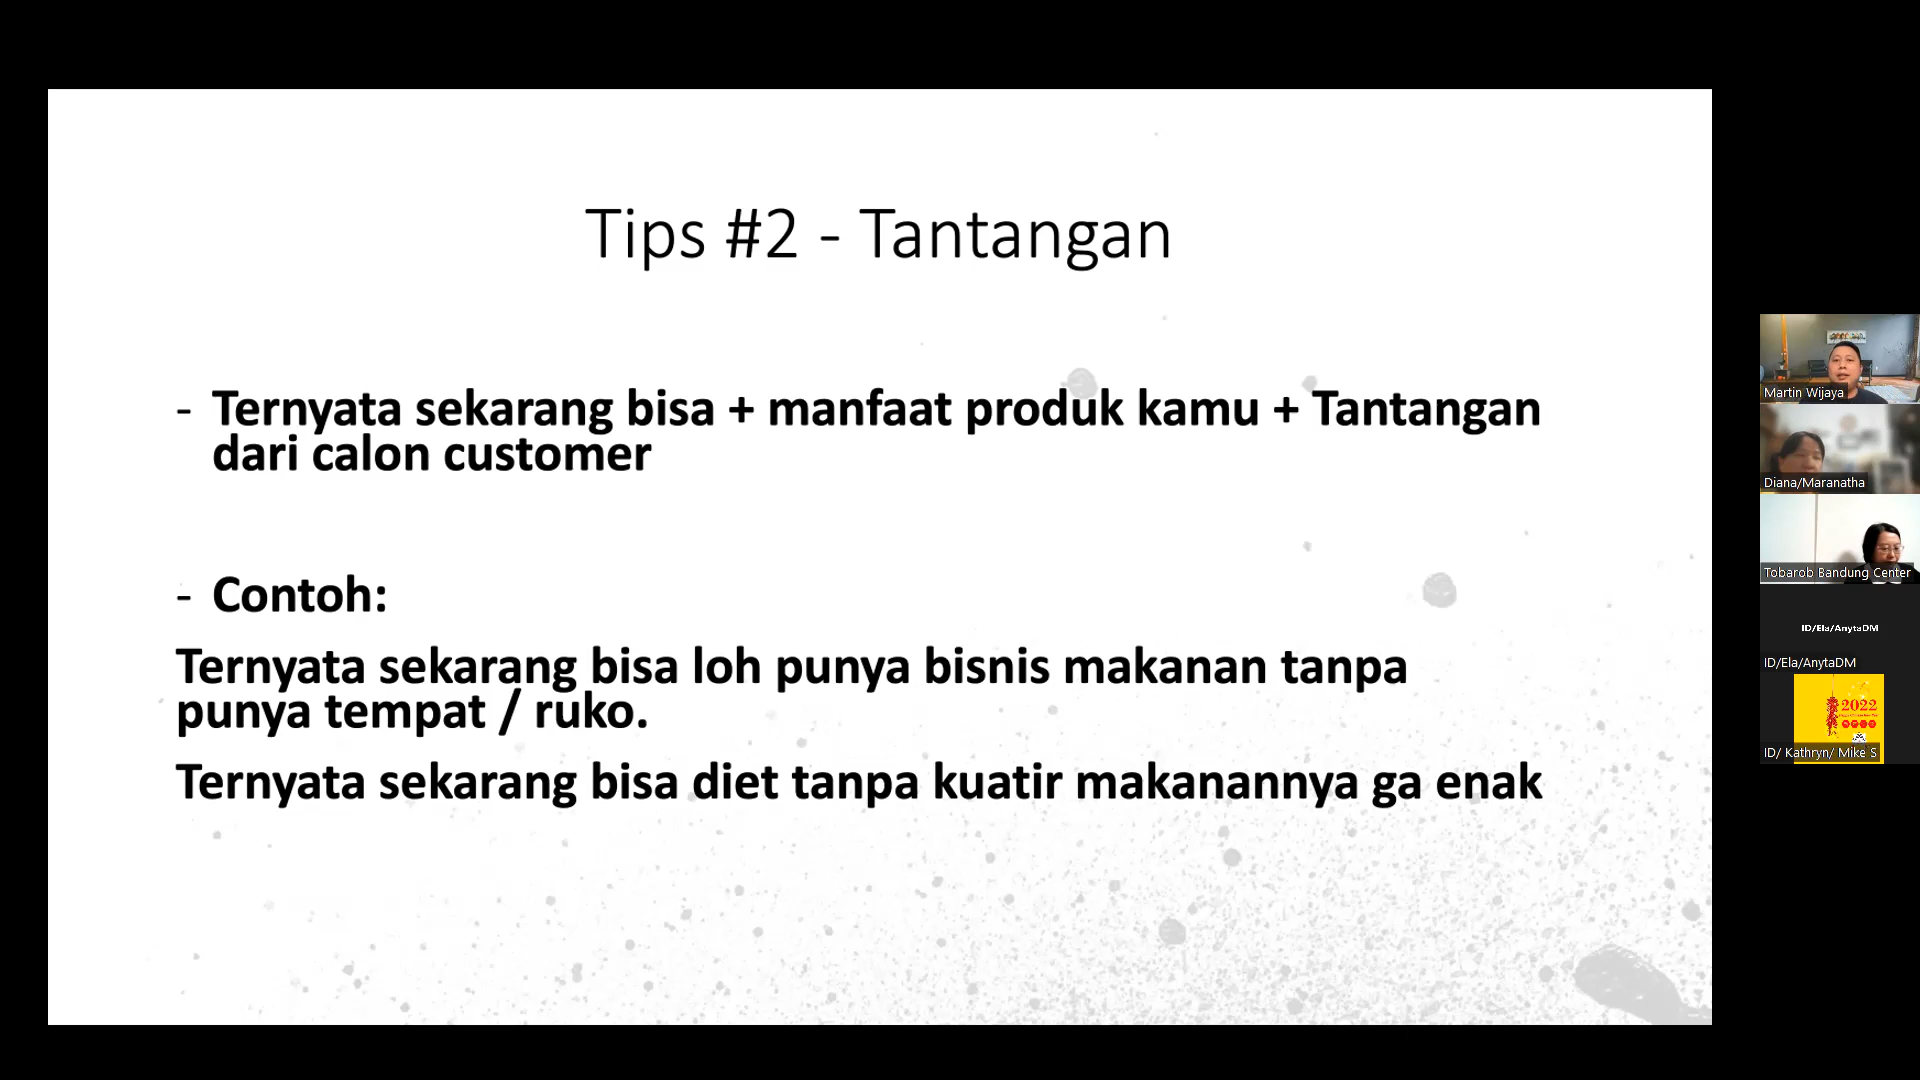 Tips #2 - Tantangan
- Ternyata sekarang bisa + manfaat produk kamu + Tantangan
dari calon customer
- Contoh:
Ternyata sekarang bisa loh punya bisnis makanan tanpa
punya tempat / ruko.
Ternyata sekarang bisa diet tanpa kuatir makanannya ga enak
Martin Wijaya
Diana/Maranatha
Tobarob Bandung Center
ID/Ela/AnytaDM
ID/Ela/AnytaDM
2022
ID/ Kathryn/ Mike S